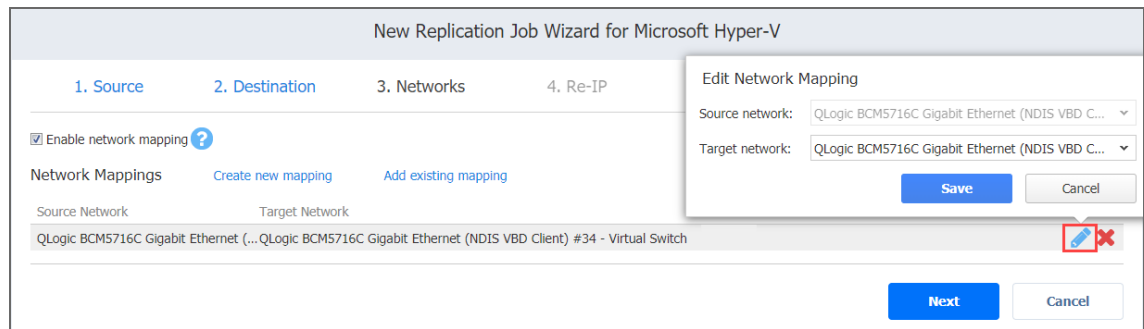 New Replication Job Wizard for Microsoft Hyper-V
1. Source 2. Destination 3. Networks 4. Re-IP
Edit Network Mapping
Source network: QLogic BCM5716C Gigabit Ethernet (NDIS VBD C...
Target network: QLogic BCM5716C Gigabit Ethernet (NDIS VBD C...
Save Cancel
Enable network mapping ?
Network Mappings Create new mapping Add existing mapping
Source Network Target Network
QLogic BCM5716C Gigabit Ethernet (... QLogic BCM5716C Gigabit Ethernet (NDIS VBD Client) #34 - Virtual Switch
Next Cancel